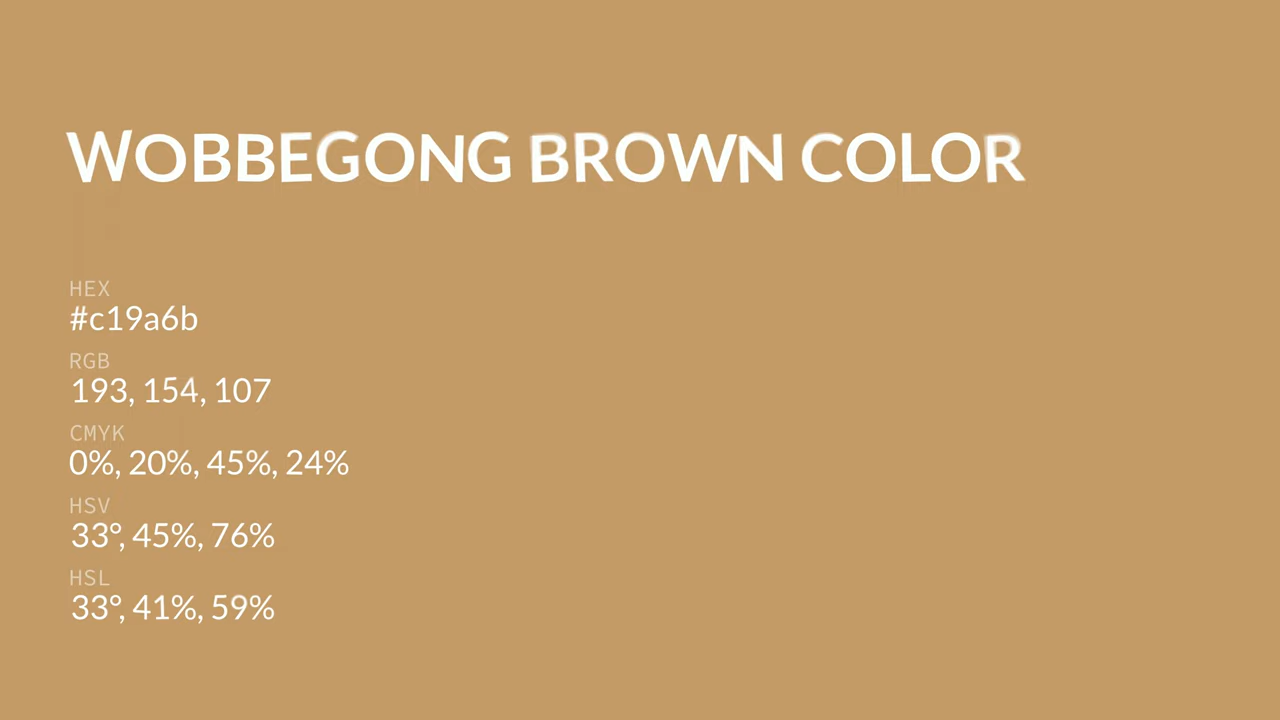 WOBBEGONG BROWN COLOR
HEX
#c19a6b
RGB
193, 154, 107
CMYK
0%, 20%, 45%, 24%
HSV
33°, 45%, 76%
HSL
33°, 41%, 59%